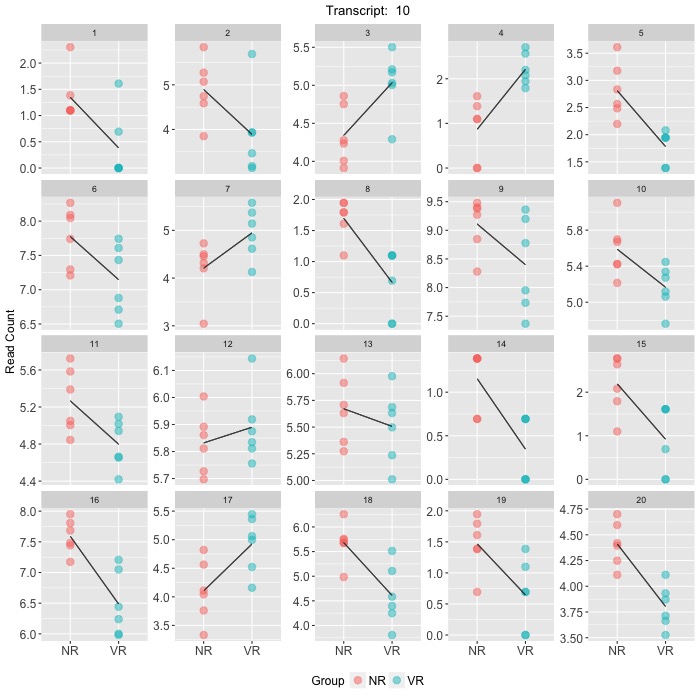 Transcript: 10
1 2 3 4 5
2.0 1.5 1.0 0.5 0.0
5 4
5.5 5.0 4.5 4.0
2 1 0
3.5 3.0 2.5 2.0 1.5
6 7 8 9 10
8.0 7.5 7.0 6.5
5 4 3
2.0 1.5 1.0 0.5 0.0
9.5 9.0 8.5 8.0 7.5
5.8 5.4 5.0
Read Count
11 12 13 14 15
5.6 5.2 4.8 4.4
6.1 6.0 5.9 5.8 5.7
6.00 5.75 5.50 5.25 5.00
1.0 0.5 0.0
2 1 0
16 17 18 19 20
8.0 7.5 7.0 6.5 6.0
5.5 5.0 4.5 4.0 3.5
6.0 5.5 5.0 4.5 4.0
2.0 1.5 1.0 0.5 0.0
4.75 4.50 4.25 4.00 3.75 3.50
NR VR NR VR NR VR NR VR NR VR
Group NR VR